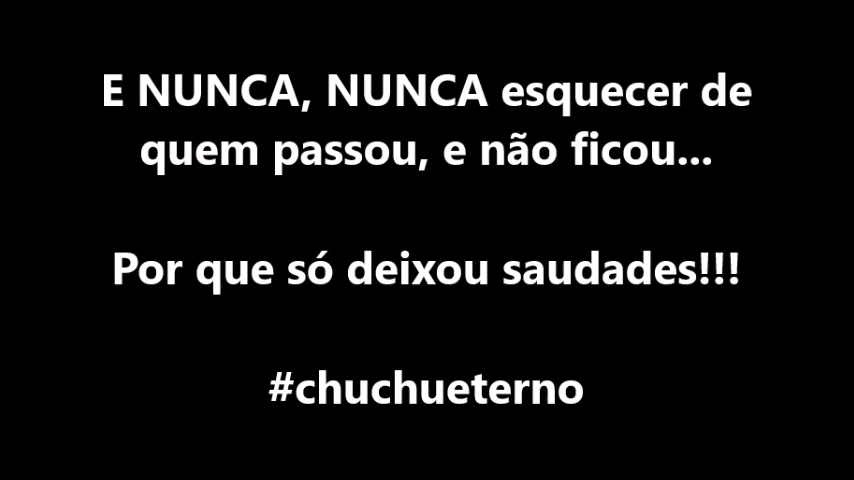 E NUNCA, NUNCA esquecer de
quem passou, e não ficou...
Por que só deixou saudades!!!
#chuchueterno